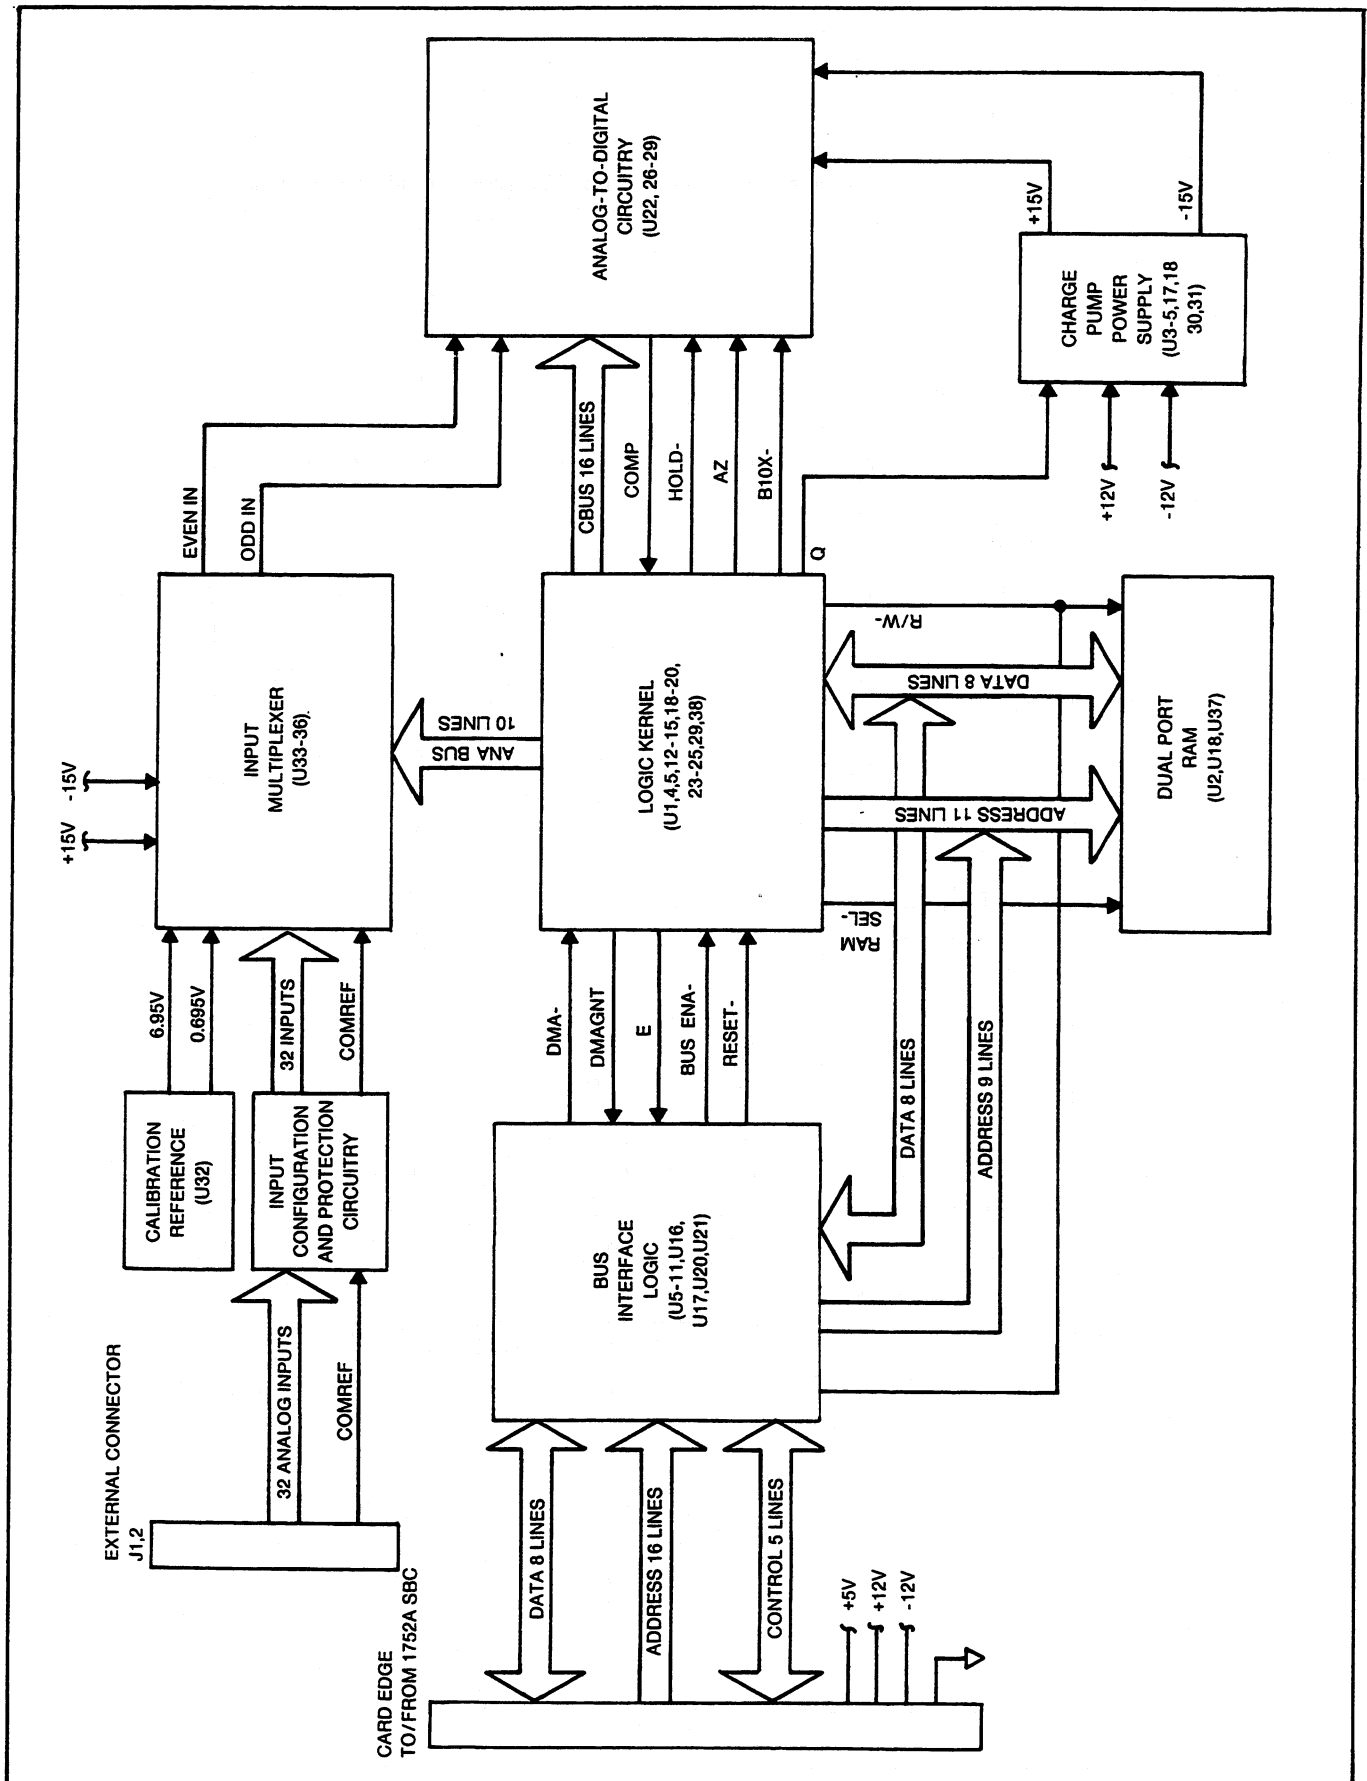 EXTERNAL CONNECTOR
J1,2
32 ANALOG INPUTS
COMREF
CALIBRATION
REFERENCE
(U32)
INPUT
CONFIGURATION
AND PROTECTION
CIRCUITRY
6.95V
0.695V
32 INPUTS
COMREF
+15V
-15V
INPUT
MULTIPLEXER
(U33-36).
EVEN IN
ODD IN
ANALOG-TO-DIGITAL
CIRCUITRY
(U22, 26-29)
ANA BUS
10 LINES
CARD EDGE
TO/FROM 1752A SBC
DATA 8 LINES
ADDRESS 16 LINES
CONTROL 5 LINES
+5V
+12V
-12V
BUS
INTERFACE
LOGIC
(U5-11,U16,
U17,U20,U21)
DMA-
DMAGNT
E
BUS ENA-
RESET-
LOGIC KERNEL
(U1,4,5,12-15,18-20,
23-25,29,38)
CBUS 16 LINES
COMP
HOLD-
AZ
B10X-
Q
RAM
SEL-
ADDRESS 11 LINES
DATA 8 LINES
R/W-
DATA 8 LINES
ADDRESS 9 LINES
DUAL PORT
RAM
(U2,U18,U37)
+12V
-12V
CHARGE
PUMP
POWER
SUPPLY
(U3-5,17,18
30,31)
+15V
-15V